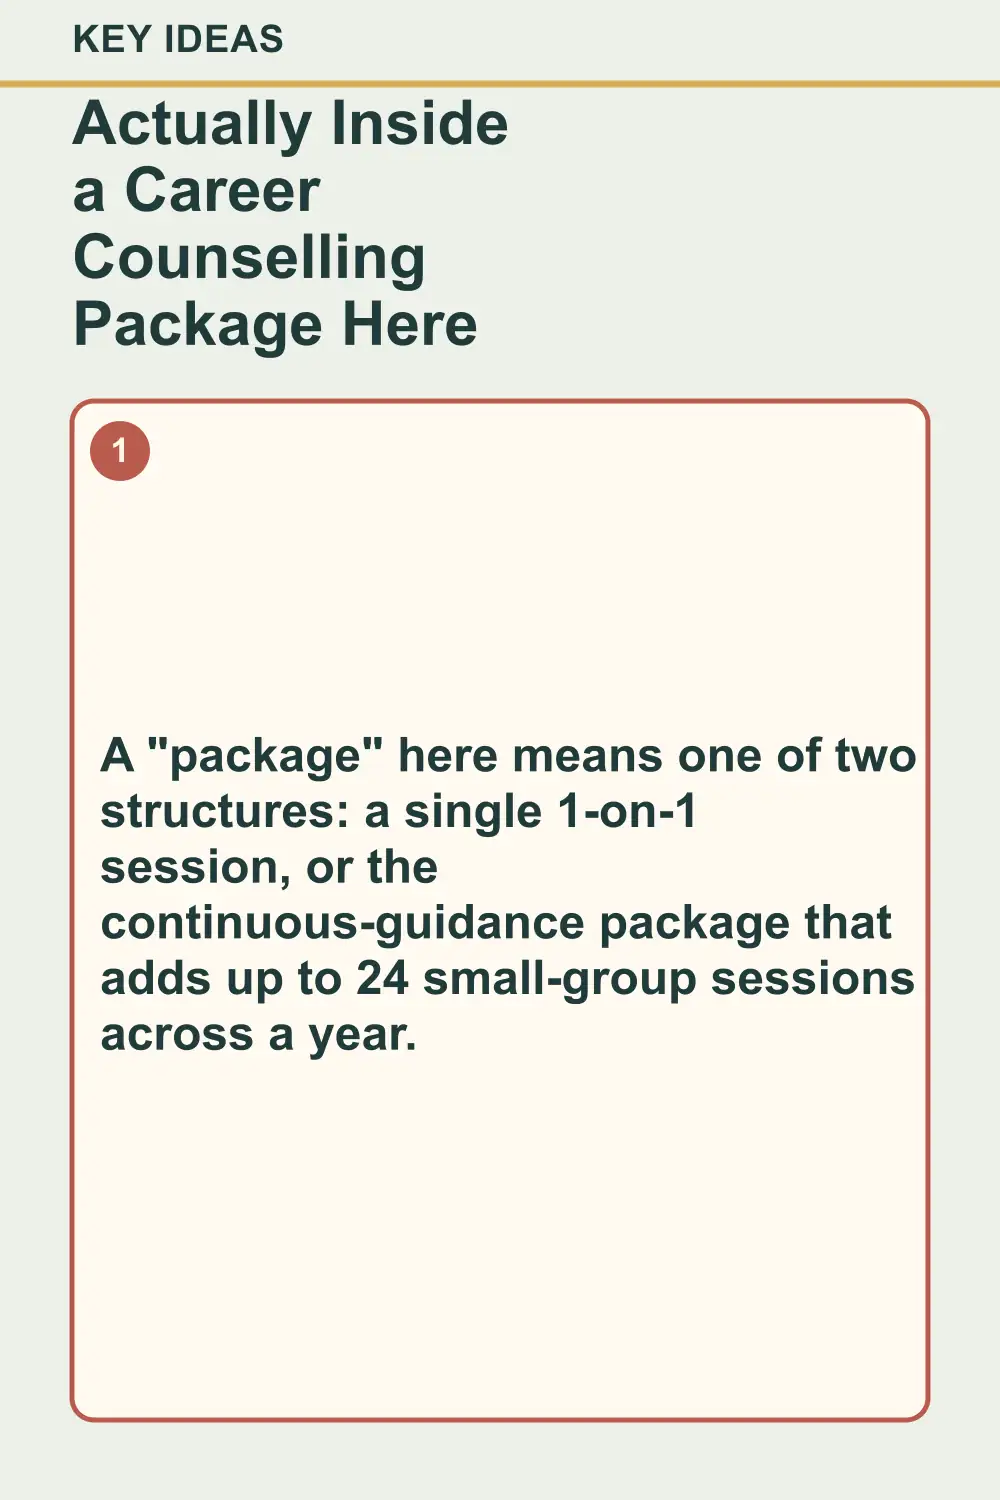 KEY IDEAS
Actually Inside
a Career
Counselling
Package Here
1
A "package" here means one of two
structures: a single 1-on-1
session, or the
continuous-guidance package that
adds up to 24 small-group sessions
across a year.